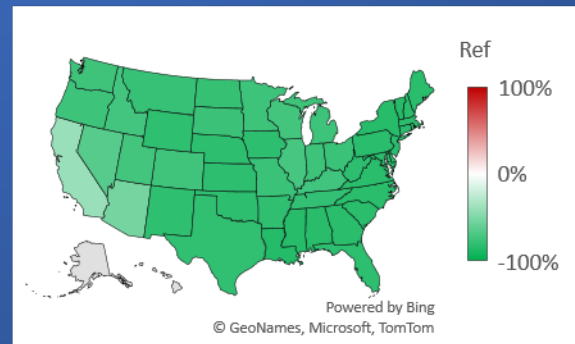 Ref
100%
0%
-100%
Powered by Bing
© GeoNames, Microsoft, TomTom